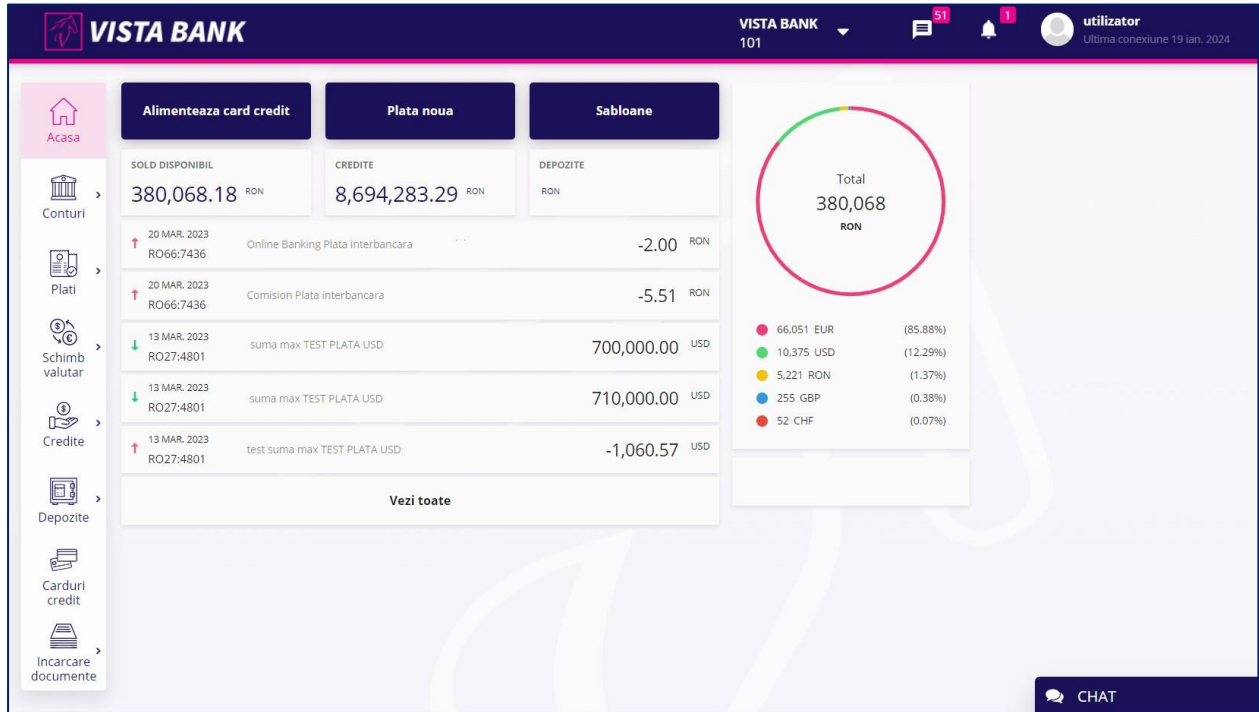 VISTA BANK
VISTA BANK
101
51
1
utilizator
Ultima conexiune 19 ian. 2024
Acasa
Conturi
Plati
Schimb
valutar
Credite
Depozite
Carduri
credit
Incarcare
documente
Alimenteaza card credit
Plata noua
Sabloane
SOLD DISPONIBIL
380,068.18 RON
CREDITE
8,694,283.29 RON
DEPOZITE
RON
20 MAR. 2023
RO66:7436
Online Banking Plata interbancara
-2.00 RON
20 MAR. 2023
RO66:7436
Comision Plata interbancara
-5.51 RON
13 MAR. 2023
RO27:4801
suma max TEST PLATA USD
700,000.00 USD
13 MAR. 2023
RO27:4801
suma max TEST PLATA USD
710,000.00 USD
13 MAR. 2023
RO27:4801
test suma max TEST PLATA USD
-1,060.57 USD
Vezi toate
Total
380,068
RON
66,051 EUR (85.88%)
10,375 USD (12.29%)
5,221 RON (1.37%)
255 GBP (0.38%)
52 CHF (0.07%)
CHAT